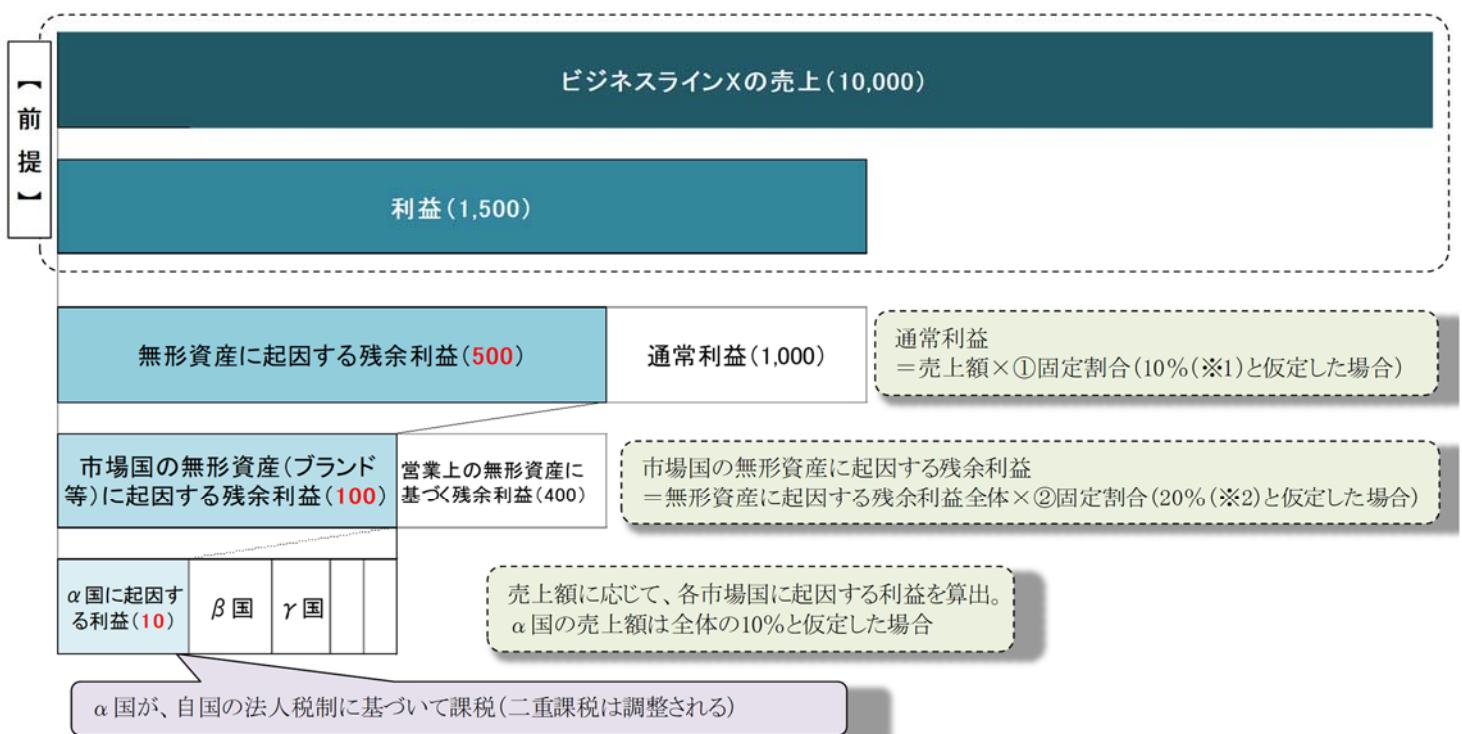 【前提】
ビジネスラインXの売上(10,000)
利益(1,500)
無形資産に起因する残余利益(500)
通常利益(1,000)
通常利益
=売上額×①固定割合(10%(※1)と仮定した場合)
市場国の無形資産(ブランド
等)に起因する残余利益(100)
営業上の無形資産に
基づく残余利益(400)
市場国の無形資産に起因する残余利益
=無形資産に起因する残余利益全体×②固定割合(20%(※2)と仮定した場合)
α国に起因す
る利益(10)
β国
γ国
売上額に応じて、各市場国に起因する利益を算出。
α国の売上額は全体の10%と仮定した場合
α国が、自国の法人税制に基づいて課税(二重課税は調整される)